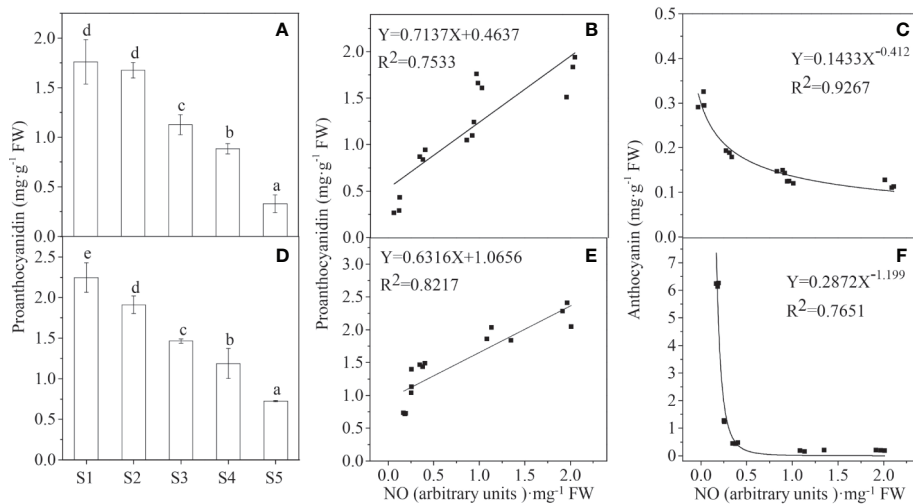 A
Proanthocyanidin (mg·g⁻¹ FW)
2.0
1.5
1.0
0.5
0.0
d
d
c
b
a
B
Y=0.7137X+0.4637
R²=0.7533
Proanthocyanidin (mg·g⁻¹ FW)
2.0
1.5
1.0
0.5
0.0
C
Y=0.1433X⁻⁰·⁴¹²
R²=0.9267
Anthocyanin (mg·g⁻¹ FW)
0.5
0.4
0.3
0.2
0.1
0.0
D
2.5
2.0
1.5
1.0
0.5
0.0
e
d
c
b
a
S1 S2 S3 S4 S5
E
Y=0.6316X+1.0656
R²=0.8217
3.0
2.5
2.0
1.5
1.0
0.5
0.0
0.0 0.5 1.0 1.5 2.0
NO (arbitrary units )·mg⁻¹ FW
F
Y=0.2872X⁻¹·¹⁹⁹
R²=0.7651
7
6
5
4
3
2
1
0
0.0 0.5 1.0 1.5 2.0
NO (arbitrary units )·mg⁻¹ FW